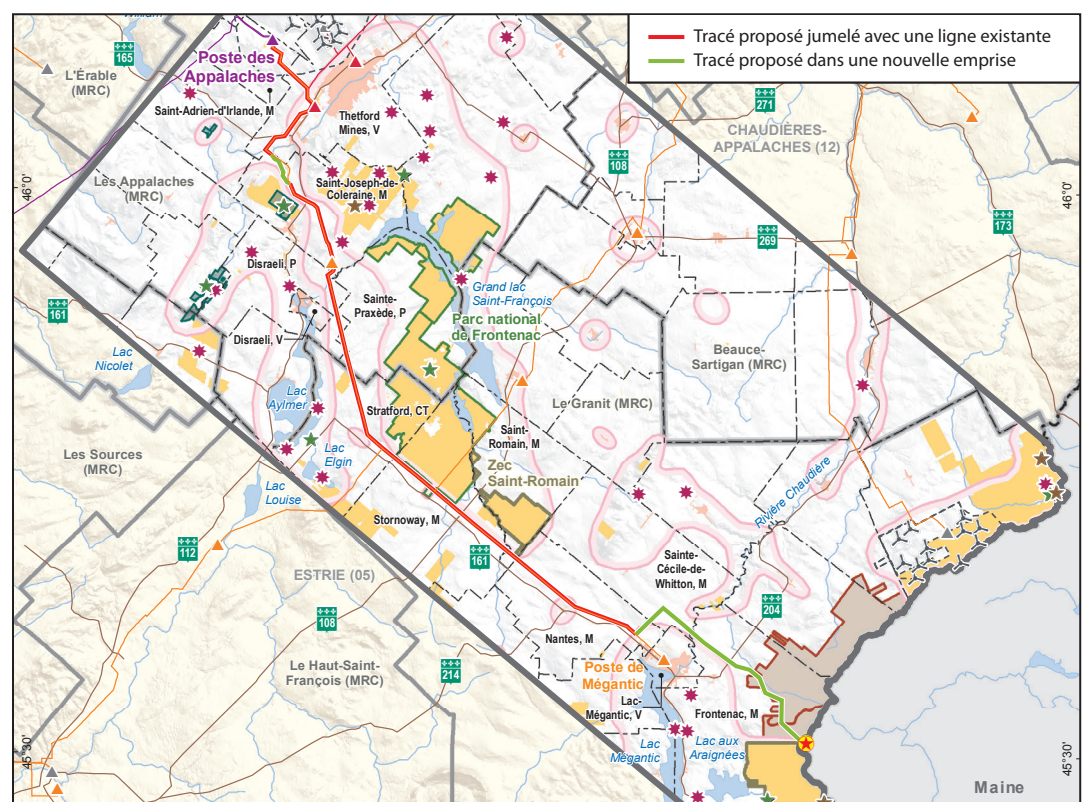 Tracé proposé jumelé avec une ligne existante
Tracé proposé dans une nouvelle emprise
William
165
L'Érable
(MRC)
Poste des
Appalaches
Saint-Adrien-d'Irlande, M
Thetford
Mines, V
271
CHAUDIÈRES-
APPALACHES (12)
108
46°0'
46°0'
Les Appalaches
(MRC)
Saint-Joseph-de-
Coleraine, M
173
269
Disraeli, P
Grand lac
Saint-François
Sainte-
Praxède, P
Parc national
de Frontenac
161
Disraeli, V
Lac
Nicolet
Beauce-
Sartigan (MRC)
Lac
Aylmer
Stratford, CT
Le Granit (MRC)
Saint-
Romain, M
Les Sources
(MRC)
Lac
Elgin
Zec
Saint-Romain
Lac
Louise
Rivière Chaudière
Stornoway, M
112
161
Sainte-
Cécile-de-
Whitton, M
ESTRIE (05)
204
108
Nantes, M
Le Haut-Saint-
François (MRC)
214
Poste de
Mégantic
Lac-
Mégantic, V
Frontenac, M
Lac
Mégantic
Lac aux
Araignées
45°30'
45°30'
Maine